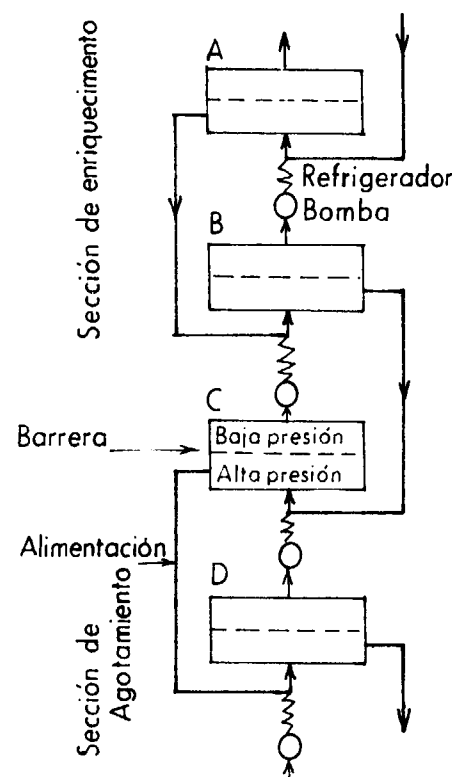 A
Sección de enriquecimento
Refrigerador
Bomba
B
C
Barrera
Baja presión
Alta presión
Alimentación
D
Sección de
Agotamiento